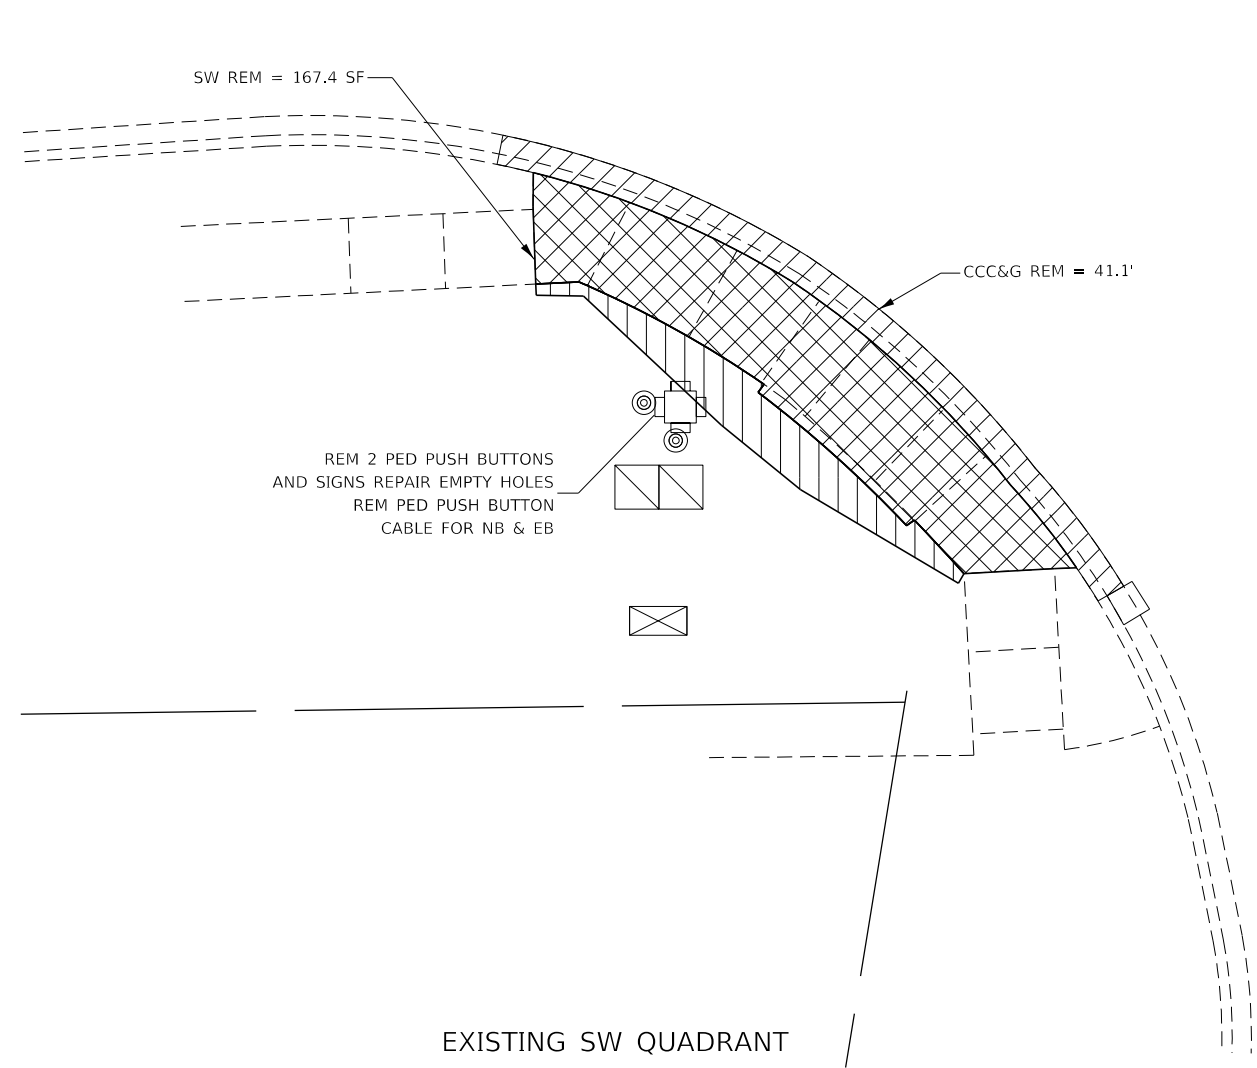 SW REM = 167.4 SF
CCC&G REM = 41.1'
REM 2 PED PUSH BUTTONS
AND SIGNS REPAIR EMPTY HOLES
REM PED PUSH BUTTON
CABLE FOR NB & EB
EXISTING SW QUADRANT